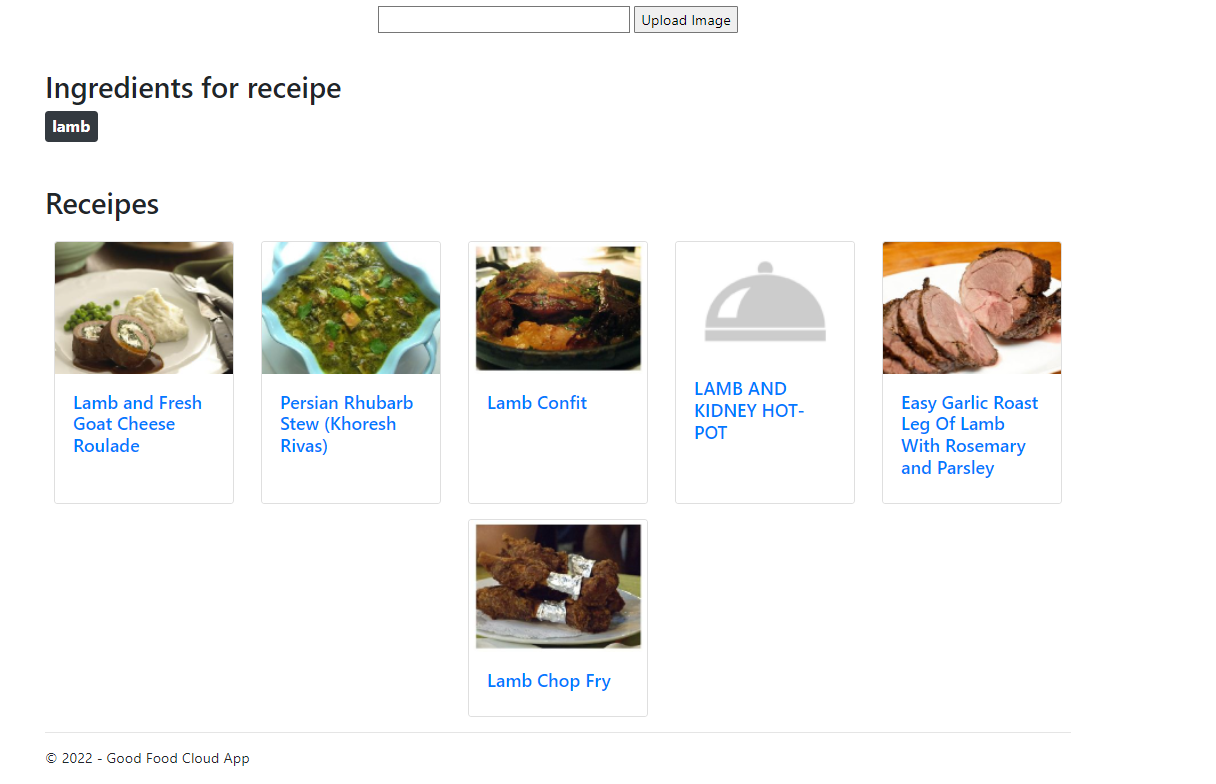 Upload Image
Ingredients for receipe
lamb
Receipes
Lamb and Fresh
Goat Cheese
Roulade
Persian Rhubarb
Stew (Khoresh
Rivas)
Lamb Confit
LAMB AND
KIDNEY HOT-
POT
Easy Garlic Roast
Leg Of Lamb
With Rosemary
and Parsley
Lamb Chop Fry
© 2022 - Good Food Cloud App